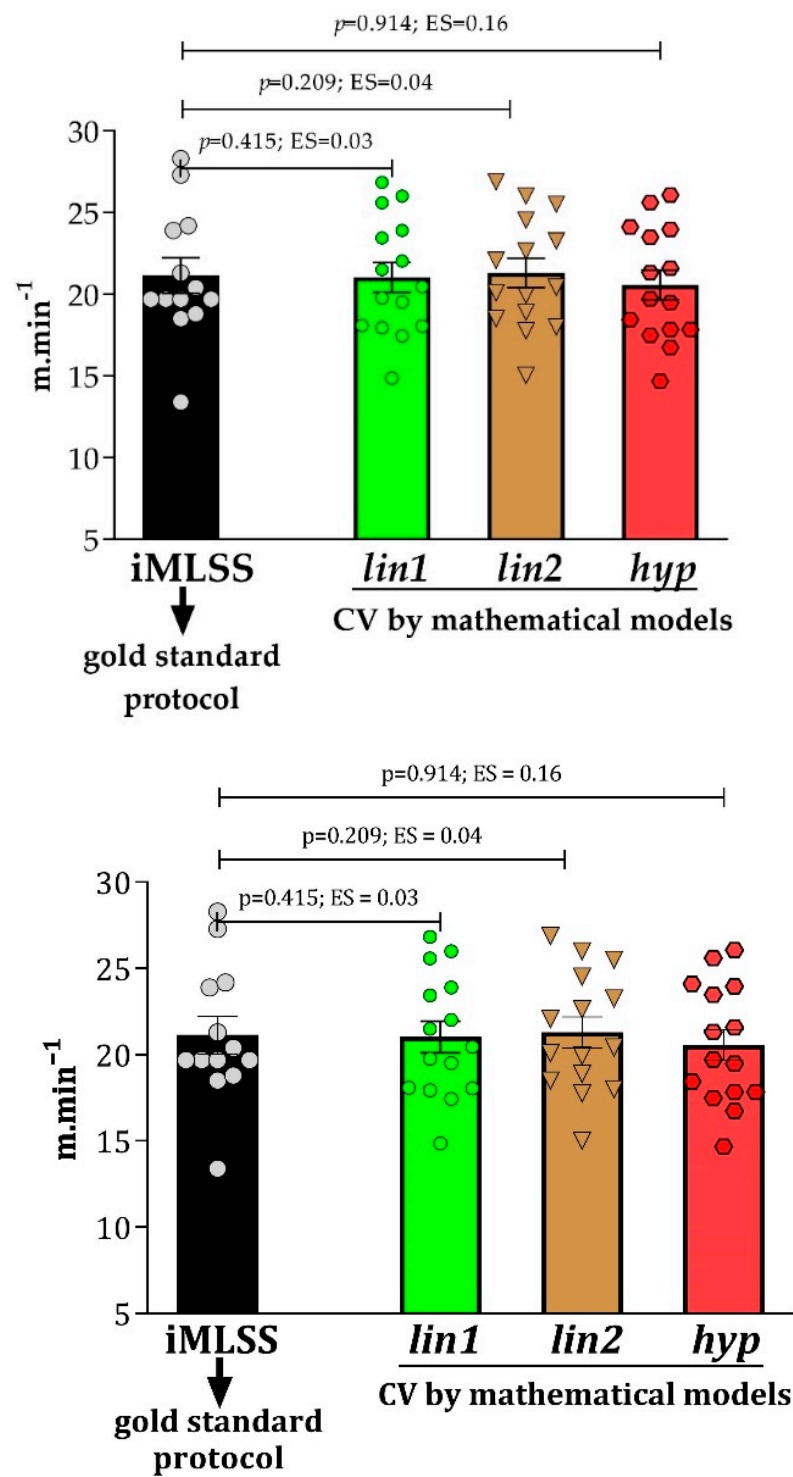 p=0.914; ES=0.16
p=0.209; ES=0.04
p=0.415; ES=0.03
30
25
20
15
10
5
m.min⁻¹
iMLSS lin1 lin2 hyp
CV by mathematical models
gold standard
protocol
p=0.914; ES = 0.16
p=0.209; ES = 0.04
p=0.415; ES = 0.03
30
25
20
15
10
5
m.min⁻¹
iMLSS lin1 lin2 hyp
CV by mathematical models
gold standard
protocol